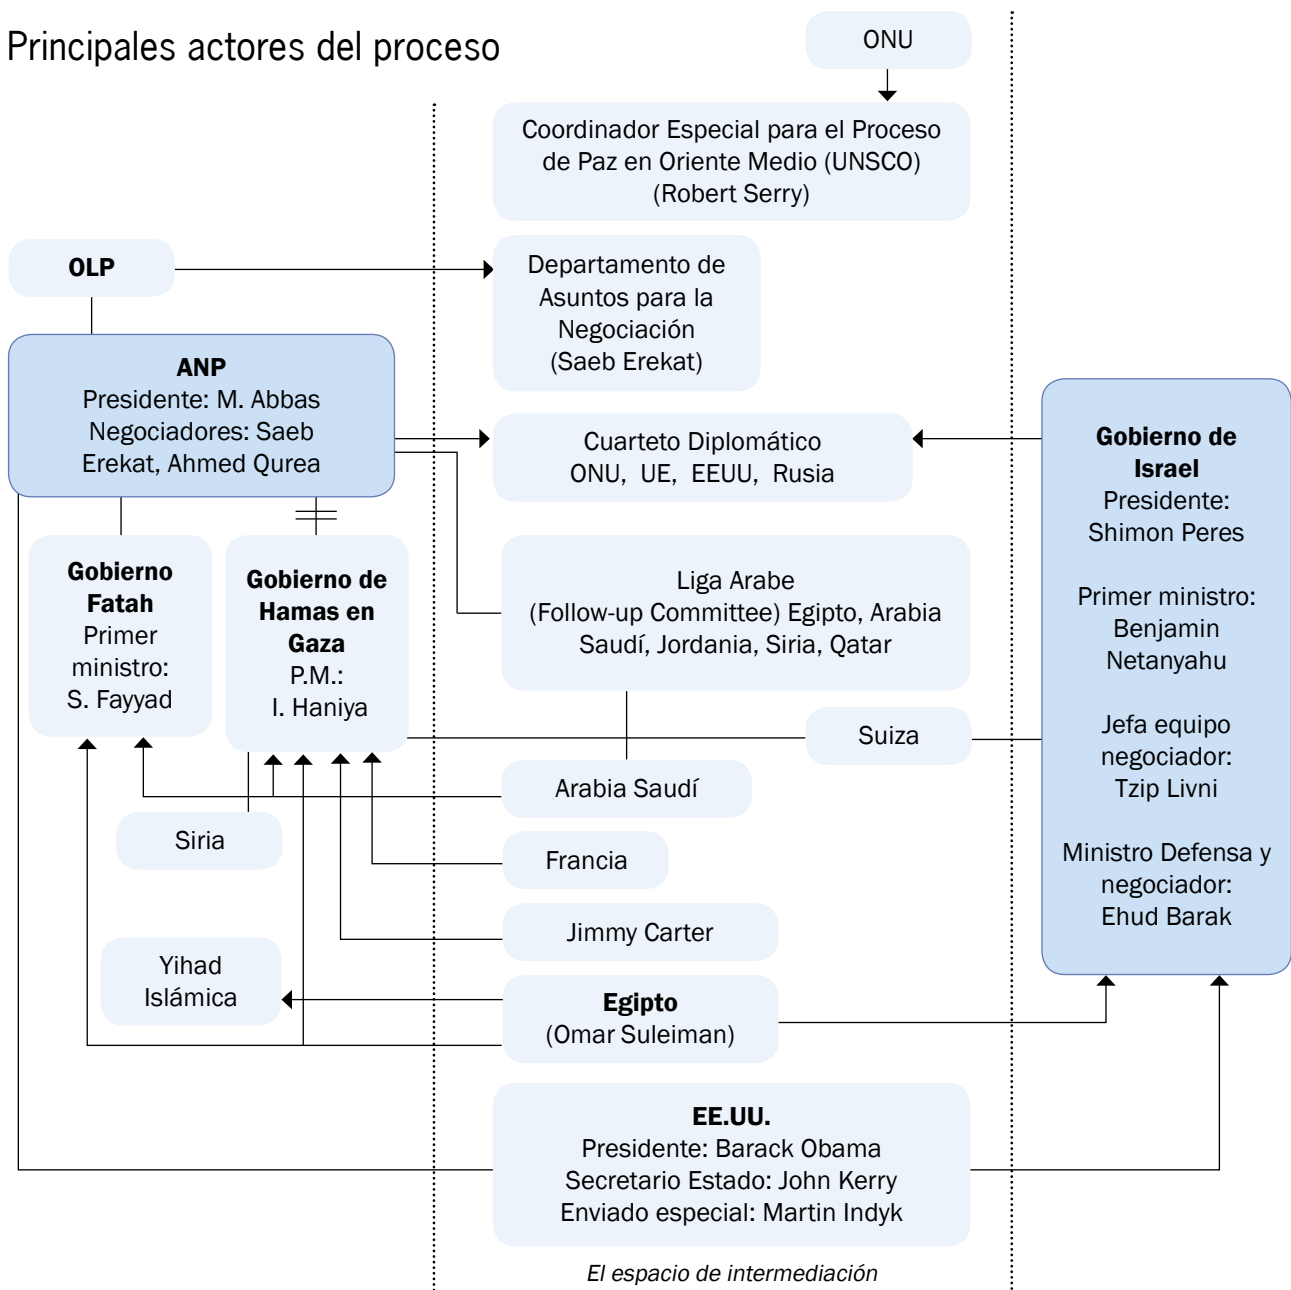 Principales actores del proceso
ONU
Coordinador Especial para el Proceso
de Paz en Oriente Medio (UNSCO)
(Robert Serry)
OLP
Departamento de
Asuntos para la
Negociación
(Saeb Erekat)
ANP
Presidente: M. Abbas
Negociadores: Saeb
Erekat, Ahmed Qurea
Cuarteto Diplomático
ONU, UE, EEUU, Rusia
Gobierno de
Israel
Presidente:
Shimon Peres
Primer ministro:
Benjamin
Netanyahu
Jefa equipo
negociador:
Tzip Livni
Ministro Defensa y
negociador:
Ehud Barak
Gobierno
Fatah
Primer
ministro:
S. Fayyad
Gobierno de
Hamas en
Gaza
P.M.:
I. Haniya
Liga Arabe
(Follow-up Committee) Egipto, Arabia
Saudí, Jordania, Siria, Qatar
Suiza
Arabia Saudí
Siria
Francia
Jimmy Carter
Yihad
Islámica
Egipto
(Omar Suleiman)
EE.UU.
Presidente: Barack Obama
Secretario Estado: John Kerry
Enviado especial: Martin Indyk
El espacio de intermediación